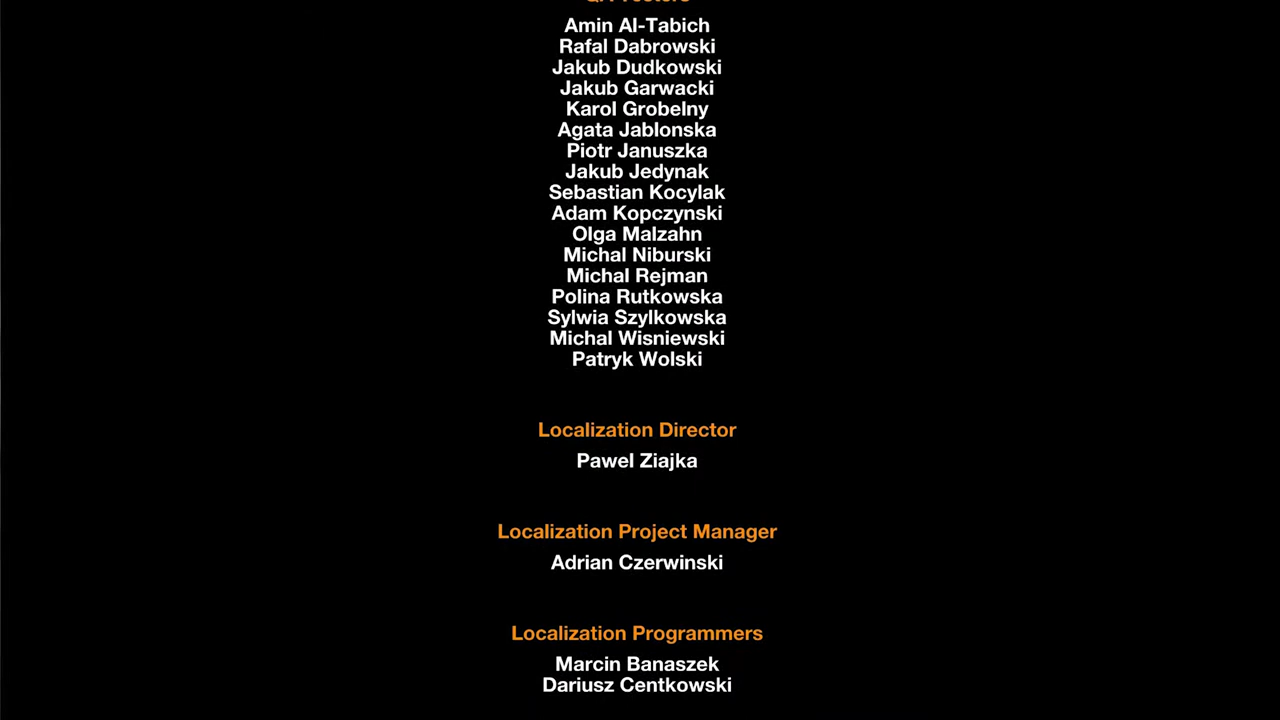 QA Testers
Amin Al-Tabich
Rafal Dabrowski
Jakub Dudkowski
Jakub Garwacki
Karol Grobelny
Agata Jablonska
Piotr Januszka
Jakub Jedynak
Sebastian Kocylak
Adam Kopczynski
Olga Malzahn
Michal Niburski
Michal Rejman
Polina Rutkowska
Sylwia Szylkowska
Michal Wisniewski
Patryk Wolski
Localization Director
Pawel Ziajka
Localization Project Manager
Adrian Czerwinski
Localization Programmers
Marcin Banaszek
Dariusz Centkowski